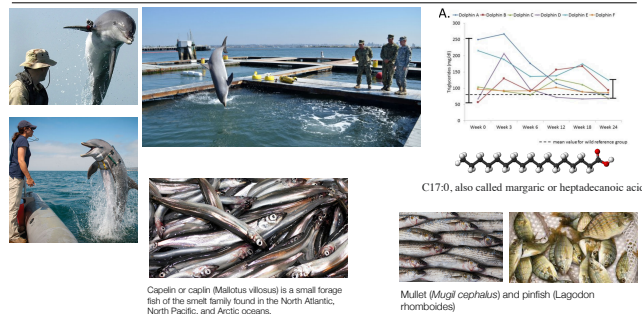 A.
Dolphin A Dolphin B Dolphin C Dolphin D Dolphin E Dolphin F
Triglycerides (mg/dl)
300
250
200
150
100
50
0
Week 0 Week 3 Week 6 Week 12 Week 18 Week 24
mean value for wild reference group
C17:0, also called margaric or heptadecanoic acid
Capelin or caplin (Mallotus villosus) is a small forage
fish of the smelt family found in the North Atlantic,
North Pacific, and Arctic oceans.
Mullet (Mugil cephalus) and pinfish (Lagodon
rhomboides)